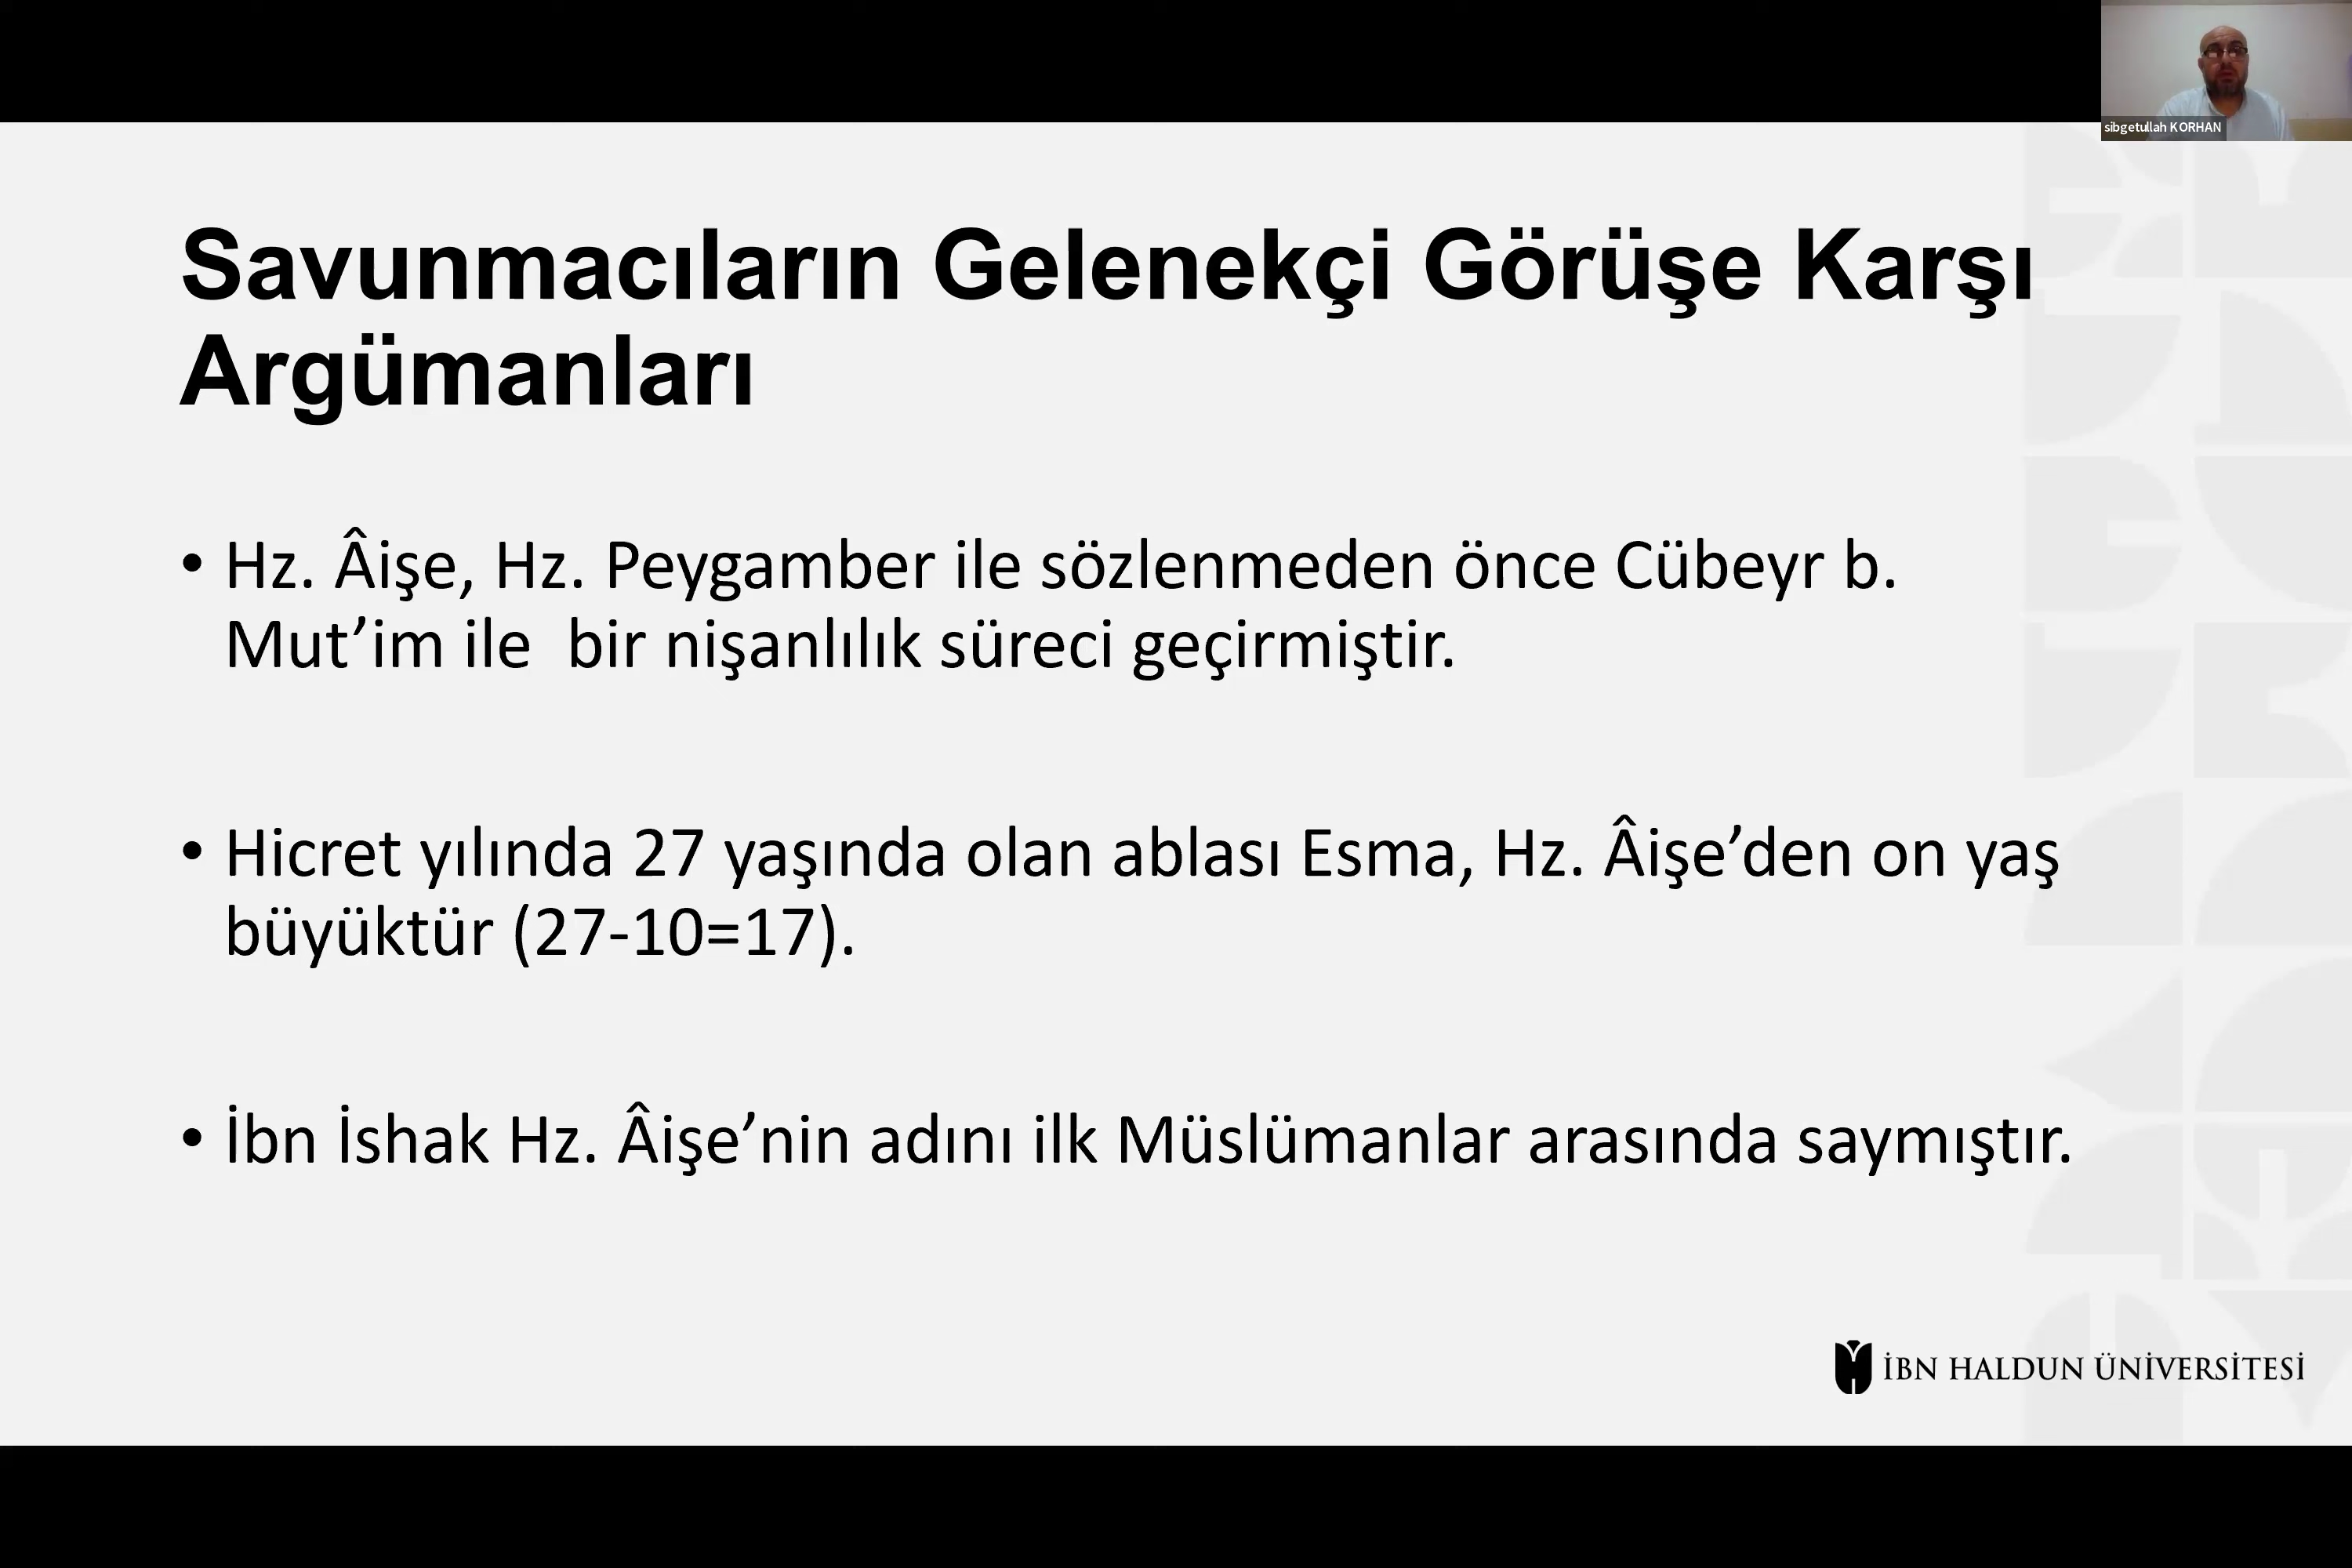 sibgetullah KORHAN
Savunmacıların Gelenekçi Görüşe Karşı
Argümanları
• Hz. Âişe, Hz. Peygamber ile sözlenmeden önce Cübeyr b.
Mut’im ile  bir nişanlılık süreci geçirmiştir.
• Hicret yılında 27 yaşında olan ablası Esma, Hz. Âişe’den on yaş
büyüktür (27-10=17).
• İbn İshak Hz. Âişe’nin adını ilk Müslümanlar arasında saymıştır.
İBN HALDUN ÜNİVERSİTESİ